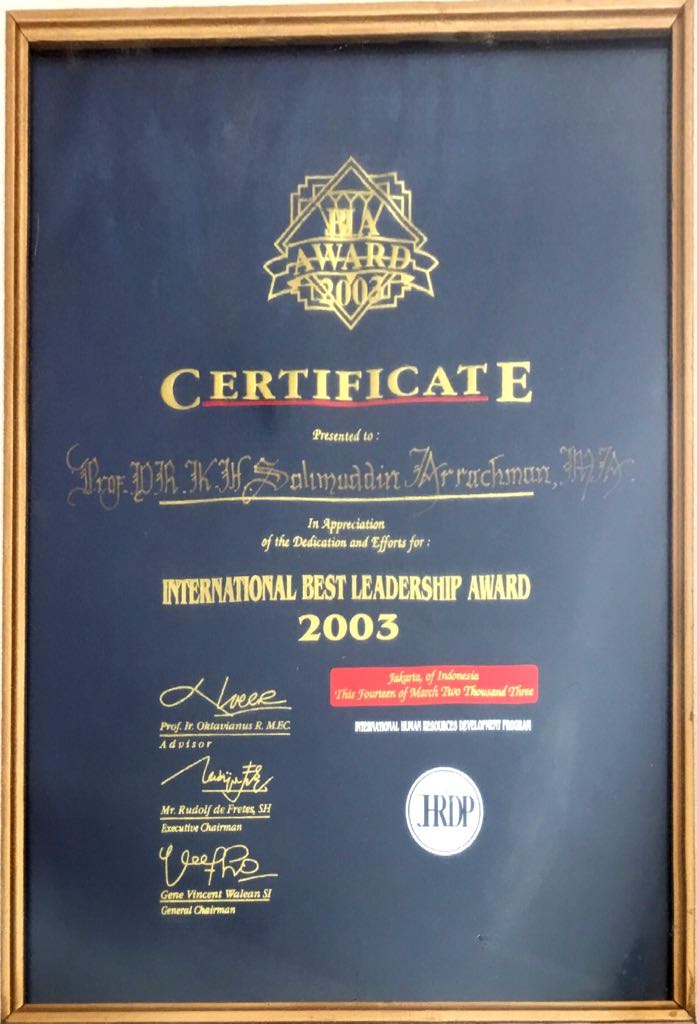 AWARD
2003
CERTIFICATE
Presented to :
Prof. DR. K.H. Salimuddin Arrachman, MA.
In Appreciation
of the Dedication and Efforts for :
INTERNATIONAL BEST LEADERSHIP AWARD
2003
Jakarta, of Indonesia
This Fourteen of March Two Thousand Three
INTERNATIONAL HUMAN RESOURCES DEVELOPMENT PROGRAM
Prof. Ir. Oktavianus R. M.EC.
Advisor
Mr. Rudolf de Fretes, SH
Executive Chairman
Gene Vincent Walean SI
General Chairman
IHRDP